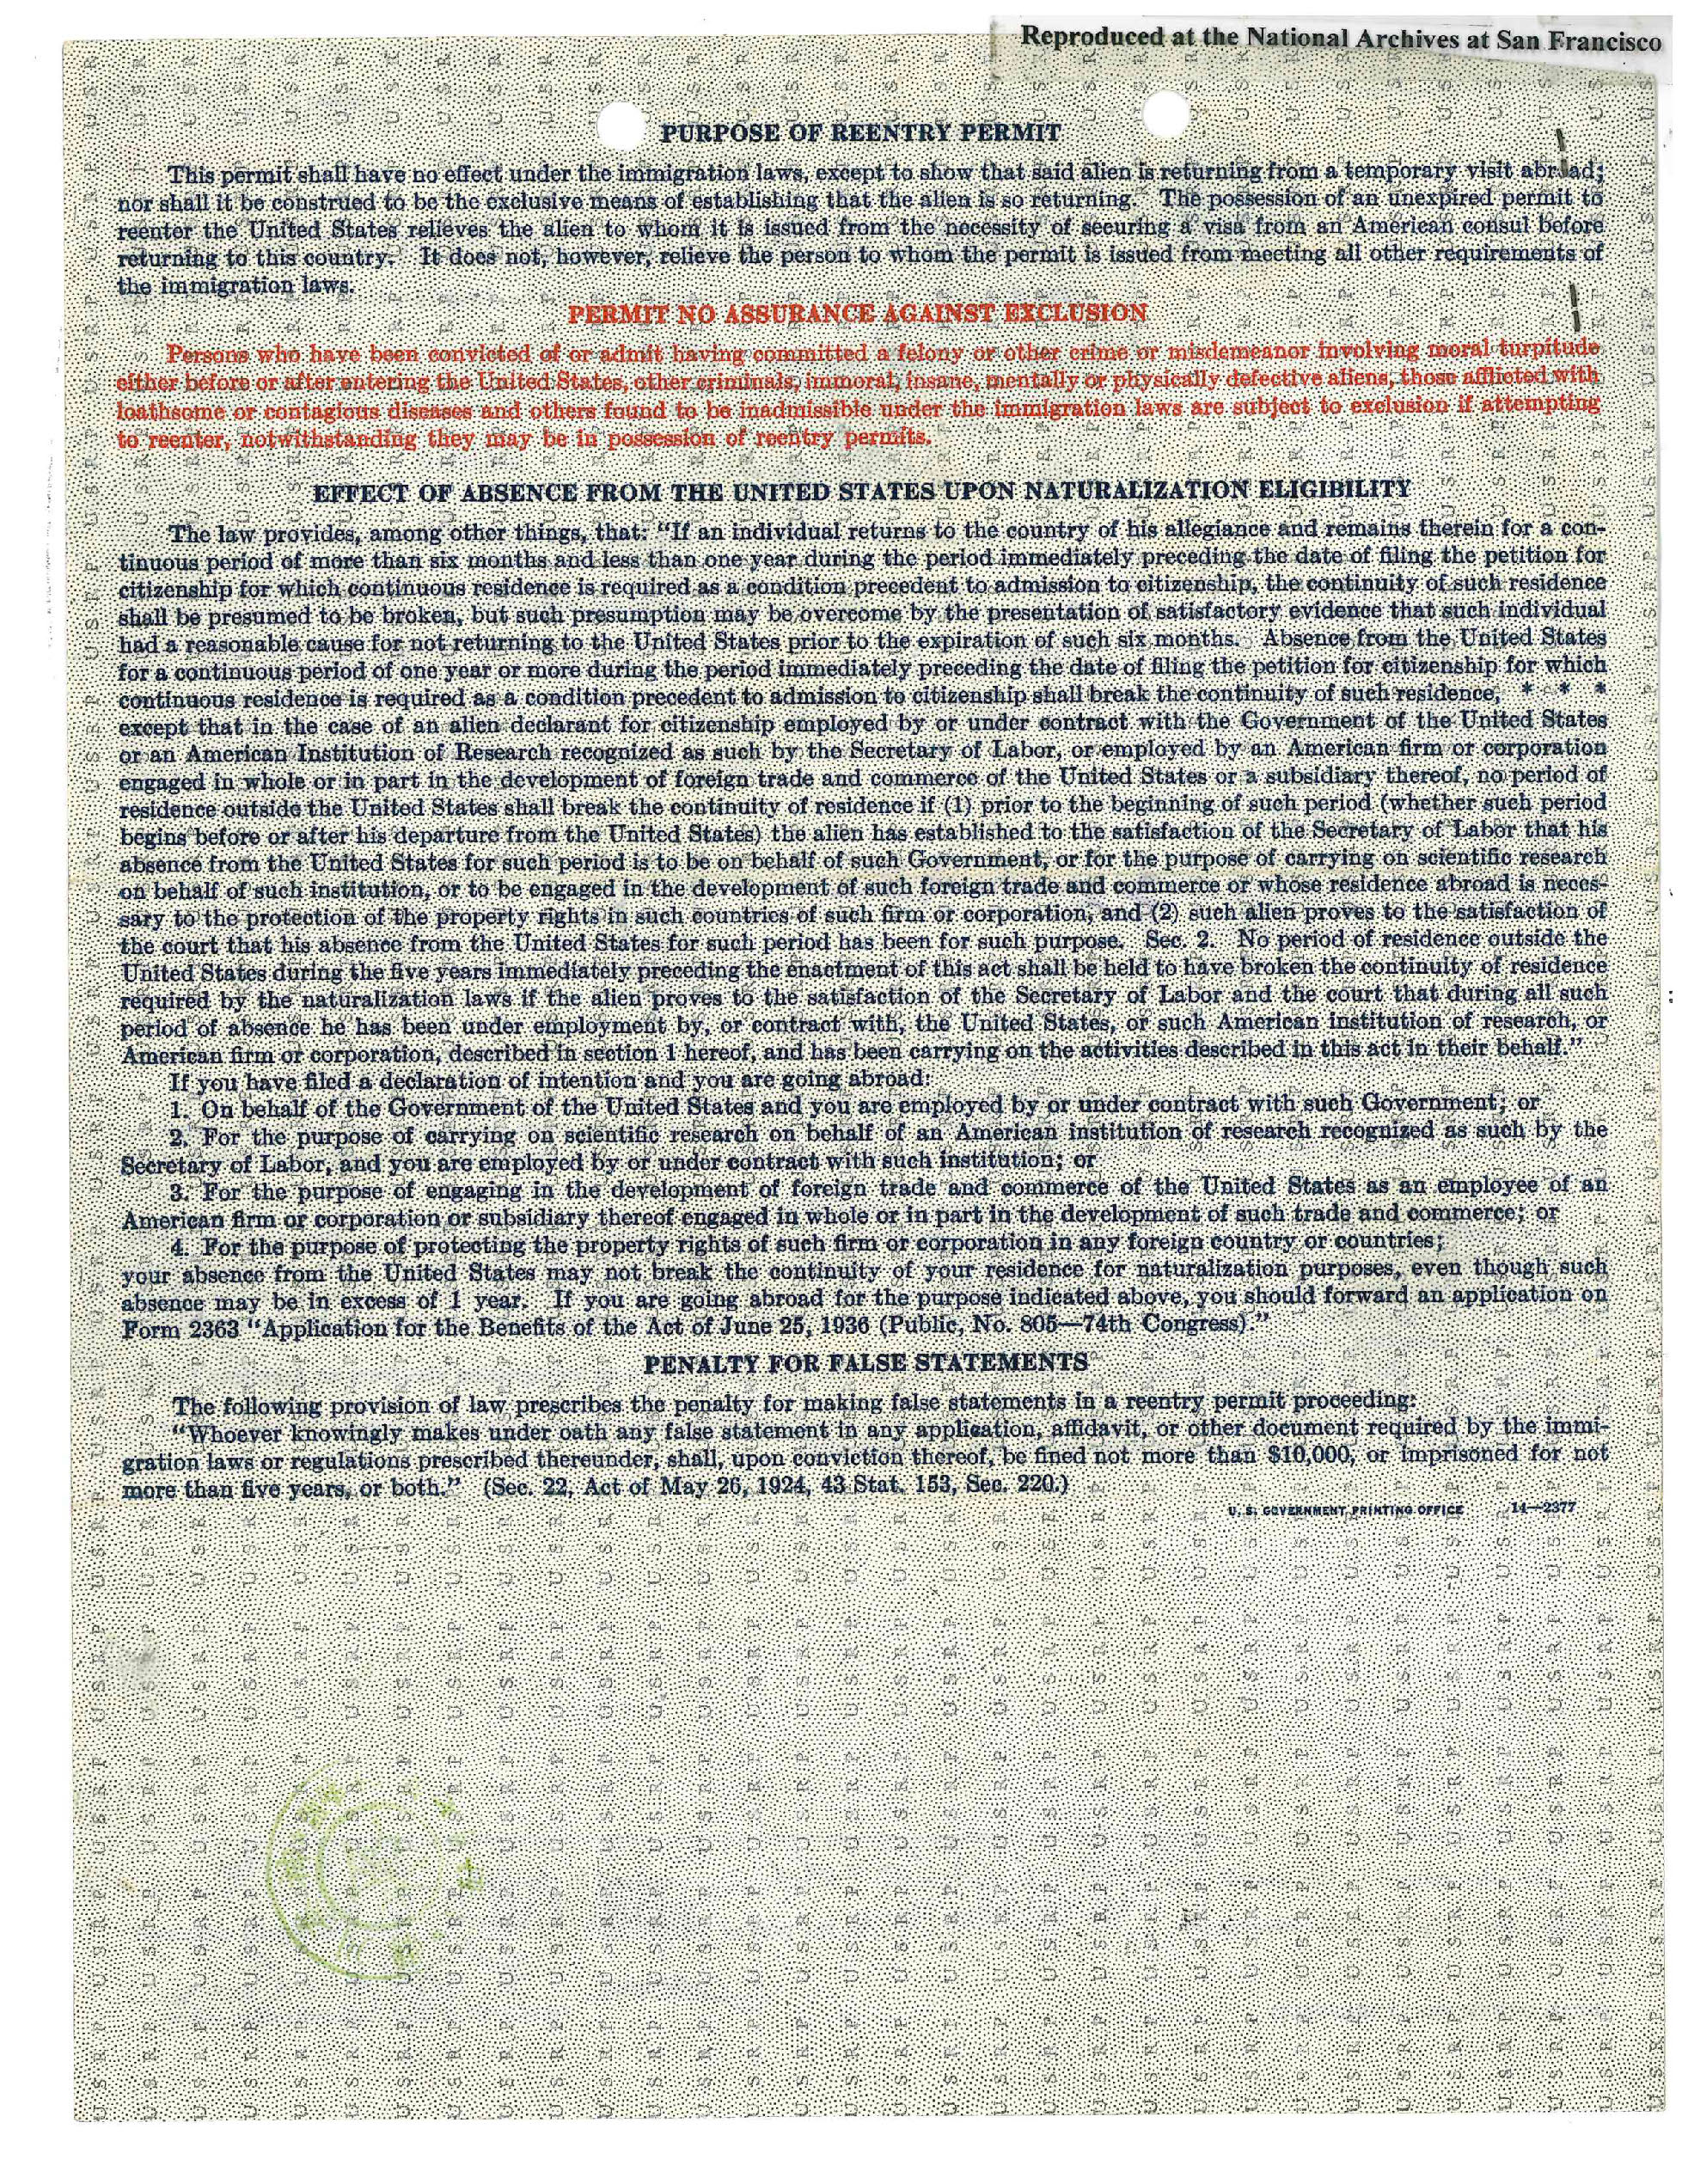 Reproduced at the National Archives at San Francisco
PURPOSE OF REENTRY PERMIT
This permit shall have no effect under the immigration laws, except to show that said alien is returning from a temporary visit abroad;
nor shall it be construed to be the exclusive means of establishing that the alien is so returning. The possession of an unexpired permit to
reenter the United States relieves the alien to whom it is issued from the necessity of securing a visa from an American consul before
returning to this country. It does not, however, relieve the person to whom the permit is issued from meeting all other requirements of
the immigration laws.
PERMIT NO ASSURANCE AGAINST EXCLUSION
Persons who have been convicted of or admit having committed a felony or other crime or misdemeanor involving moral turpitude
either before or after entering the United States, other criminals, immoral, insane, mentally or physically defective aliens, those afflicted with
loathsome or contagious diseases and others found to be inadmissible under the immigration laws are subject to exclusion if attempting
to reenter, notwithstanding they may be in possession of reentry permits.
EFFECT OF ABSENCE FROM THE UNITED STATES UPON NATURALIZATION ELIGIBILITY
The law provides, among other things, that: “If an individual returns to the country of his allegiance and remains therein for a con-
tinuous period of more than six months and less than one year during the period immediately preceding the date of filing the petition for
citizenship for which continuous residence is required as a condition precedent to admission to citizenship, the continuity of such residence
shall be presumed to be broken, but such presumption may be overcome by the presentation of satisfactory evidence that such individual
had a reasonable cause for not returning to the United States prior to the expiration of such six months. Absence from the United States
for a continuous period of one year or more during the period immediately preceding the date of filing the petition for citizenship for which
continuous residence is required as a condition precedent to admission to citizenship shall break the continuity of such residence, * * *
except that in the case of an alien declarant for citizenship employed by or under contract with the Government of the United States
or an American Institution of Research recognized as such by the Secretary of Labor, or employed by an American firm or corporation
engaged in whole or in part in the development of foreign trade and commerce of the United States or a subsidiary thereof, no period of
residence outside the United States shall break the continuity of residence if (1) prior to the beginning of such period (whether such period
begins before or after his departure from the United States) the alien has established to the satisfaction of the Secretary of Labor that his
absence from the United States for such period is to be on behalf of such Government, or for the purpose of carrying on scientific research
on behalf of such institution, or to be engaged in the development of such foreign trade and commerce or whose residence abroad is neces-
sary to the protection of the property rights in such countries of such firm or corporation, and (2) such alien proves to the satisfaction of
the court that his absence from the United States for such period has been for such purpose. Sec. 2. No period of residence outside the
United States during the five years immediately preceding the enactment of this act shall be held to have broken the continuity of residence
required by the naturalization laws if the alien proves to the satisfaction of the Secretary of Labor and the court that during all such
period of absence he has been under employment by, or contract with, the United States, or such American institution of research, or
American firm or corporation, described in section 1 hereof, and has been carrying on the activities described in this act in their behalf.”
If you have filed a declaration of intention and you are going abroad:
1. On behalf of the Government of the United States and you are employed by or under contract with such Government; or
2. For the purpose of carrying on scientific research on behalf of an American institution of research recognized as such by the
Secretary of Labor, and you are employed by or under contract with such institution; or
3. For the purpose of engaging in the development of foreign trade and commerce of the United States as an employee of an
American firm or corporation or subsidiary thereof engaged in whole or in part in the development of such trade and commerce; or
4. For the purpose of protecting the property rights of such firm or corporation in any foreign country or countries;
your absence from the United States may not break the continuity of your residence for naturalization purposes, even though such
absence may be in excess of 1 year. If you are going abroad for the purpose indicated above, you should forward an application on
Form 2363 “Application for the Benefits of the Act of June 25, 1936 (Public, No. 805—74th Congress).”
PENALTY FOR FALSE STATEMENTS
The following provision of law prescribes the penalty for making false statements in a reentry permit proceeding:
“Whoever knowingly makes under oath any false statement in any application, affidavit, or other document required by the immi-
gration laws or regulations prescribed thereunder, shall, upon conviction thereof, be fined not more than $10,000, or imprisoned for not
more than five years, or both.” (Sec. 22, Act of May 26, 1924, 43 Stat. 153, Sec. 220.)
U. S. GOVERNMENT PRINTING OFFICE 14—2377